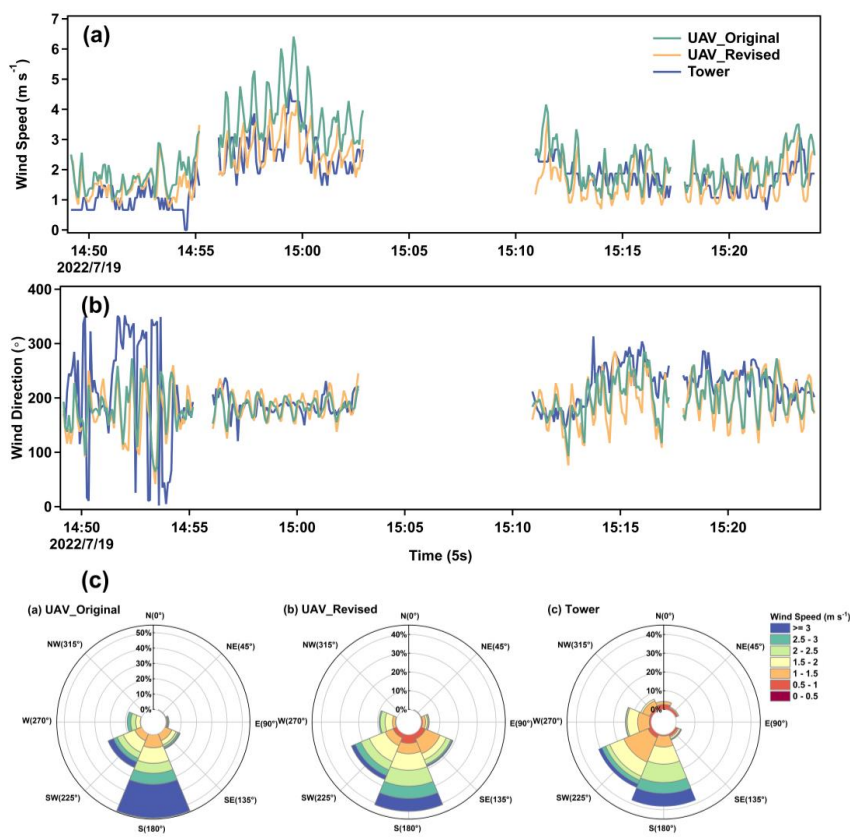 (a)
UAV_Original
UAV_Revised
Tower
Wind Speed (m s-1)
7
6
5
4
3
2
1
0
14:50
14:55
15:00
15:05
15:10
15:15
15:20
2022/7/19
(b)
Wind Direction (○)
400
300
200
100
0
14:50
14:55
15:00
15:05
15:10
15:15
15:20
2022/7/19
Time (5s)
(c)
(a) UAV_Original
N(0°)
NE(45°)
E(90°)
SE(135°)
S(180°)
SW(225°)
W(270°)
NW(315°)
50%
40%
30%
20%
10%
0%
(b) UAV_Revised
N(0°)
NE(45°)
E(90°)
SE(135°)
S(180°)
SW(225°)
W(270°)
NW(315°)
40%
30%
20%
10%
0%
(c) Tower
N(0°)
NE(45°)
E(90°)
SE(135°)
S(180°)
SW(225°)
W(270°)
NW(315°)
40%
30%
20%
10%
0%
Wind Speed (m s-1)
>= 3
2.5 - 3
2 - 2.5
1.5 - 2
1 - 1.5
0.5 - 1
0 - 0.5